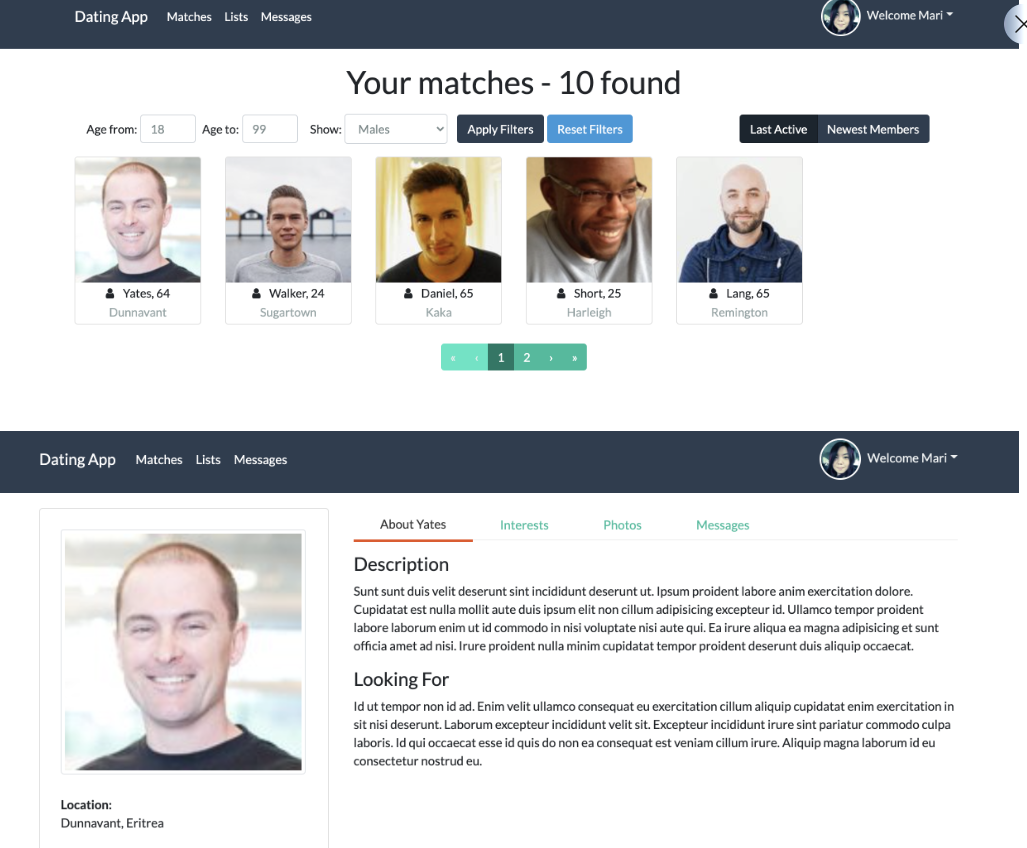 Dating App Matches Lists Messages Welcome Mari
Your matches - 10 found
Age from: 18 Age to: 99 Show: Males Apply Filters Reset Filters Last Active Newest Members
Yates, 64 Walker, 24 Daniel, 65 Short, 25 Lang, 65
Dunnavant Sugartown Kaka Harleigh Remington
« ‹ 1 2 › »
Dating App Matches Lists Messages Welcome Mari
About Yates Interests Photos Messages
Description
Sunt sunt duis velit deserunt sint incididunt deserunt ut. Ipsum proident labore anim exercitation dolore.
Cupidatat est nulla mollit aute duis ipsum elit non cillum adipisicing excepteur id. Ullamco tempor proident
labore laborum enim ut id commodo in nisi voluptate nisi aute qui. Ea irure aliqua ea magna adipisicing et sunt
officia amet ad nisi. Irure proident nulla minim cupidatat tempor proident deserunt duis aliquip occaecat.
Looking For
Id ut tempor non id ad. Enim velit ullamco consequat eu exercitation cillum aliquip cupidatat enim exercitation in
sit nisi deserunt. Laborum excepteur incididunt velit sit. Excepteur incididunt irure sint pariatur commodo culpa
laboris. Id qui occaecat esse id quis do non ea consequat est veniam cillum irure. Aliquip magna laborum id eu
consectetur nostrud eu.
Location:
Dunnavant, Eritrea